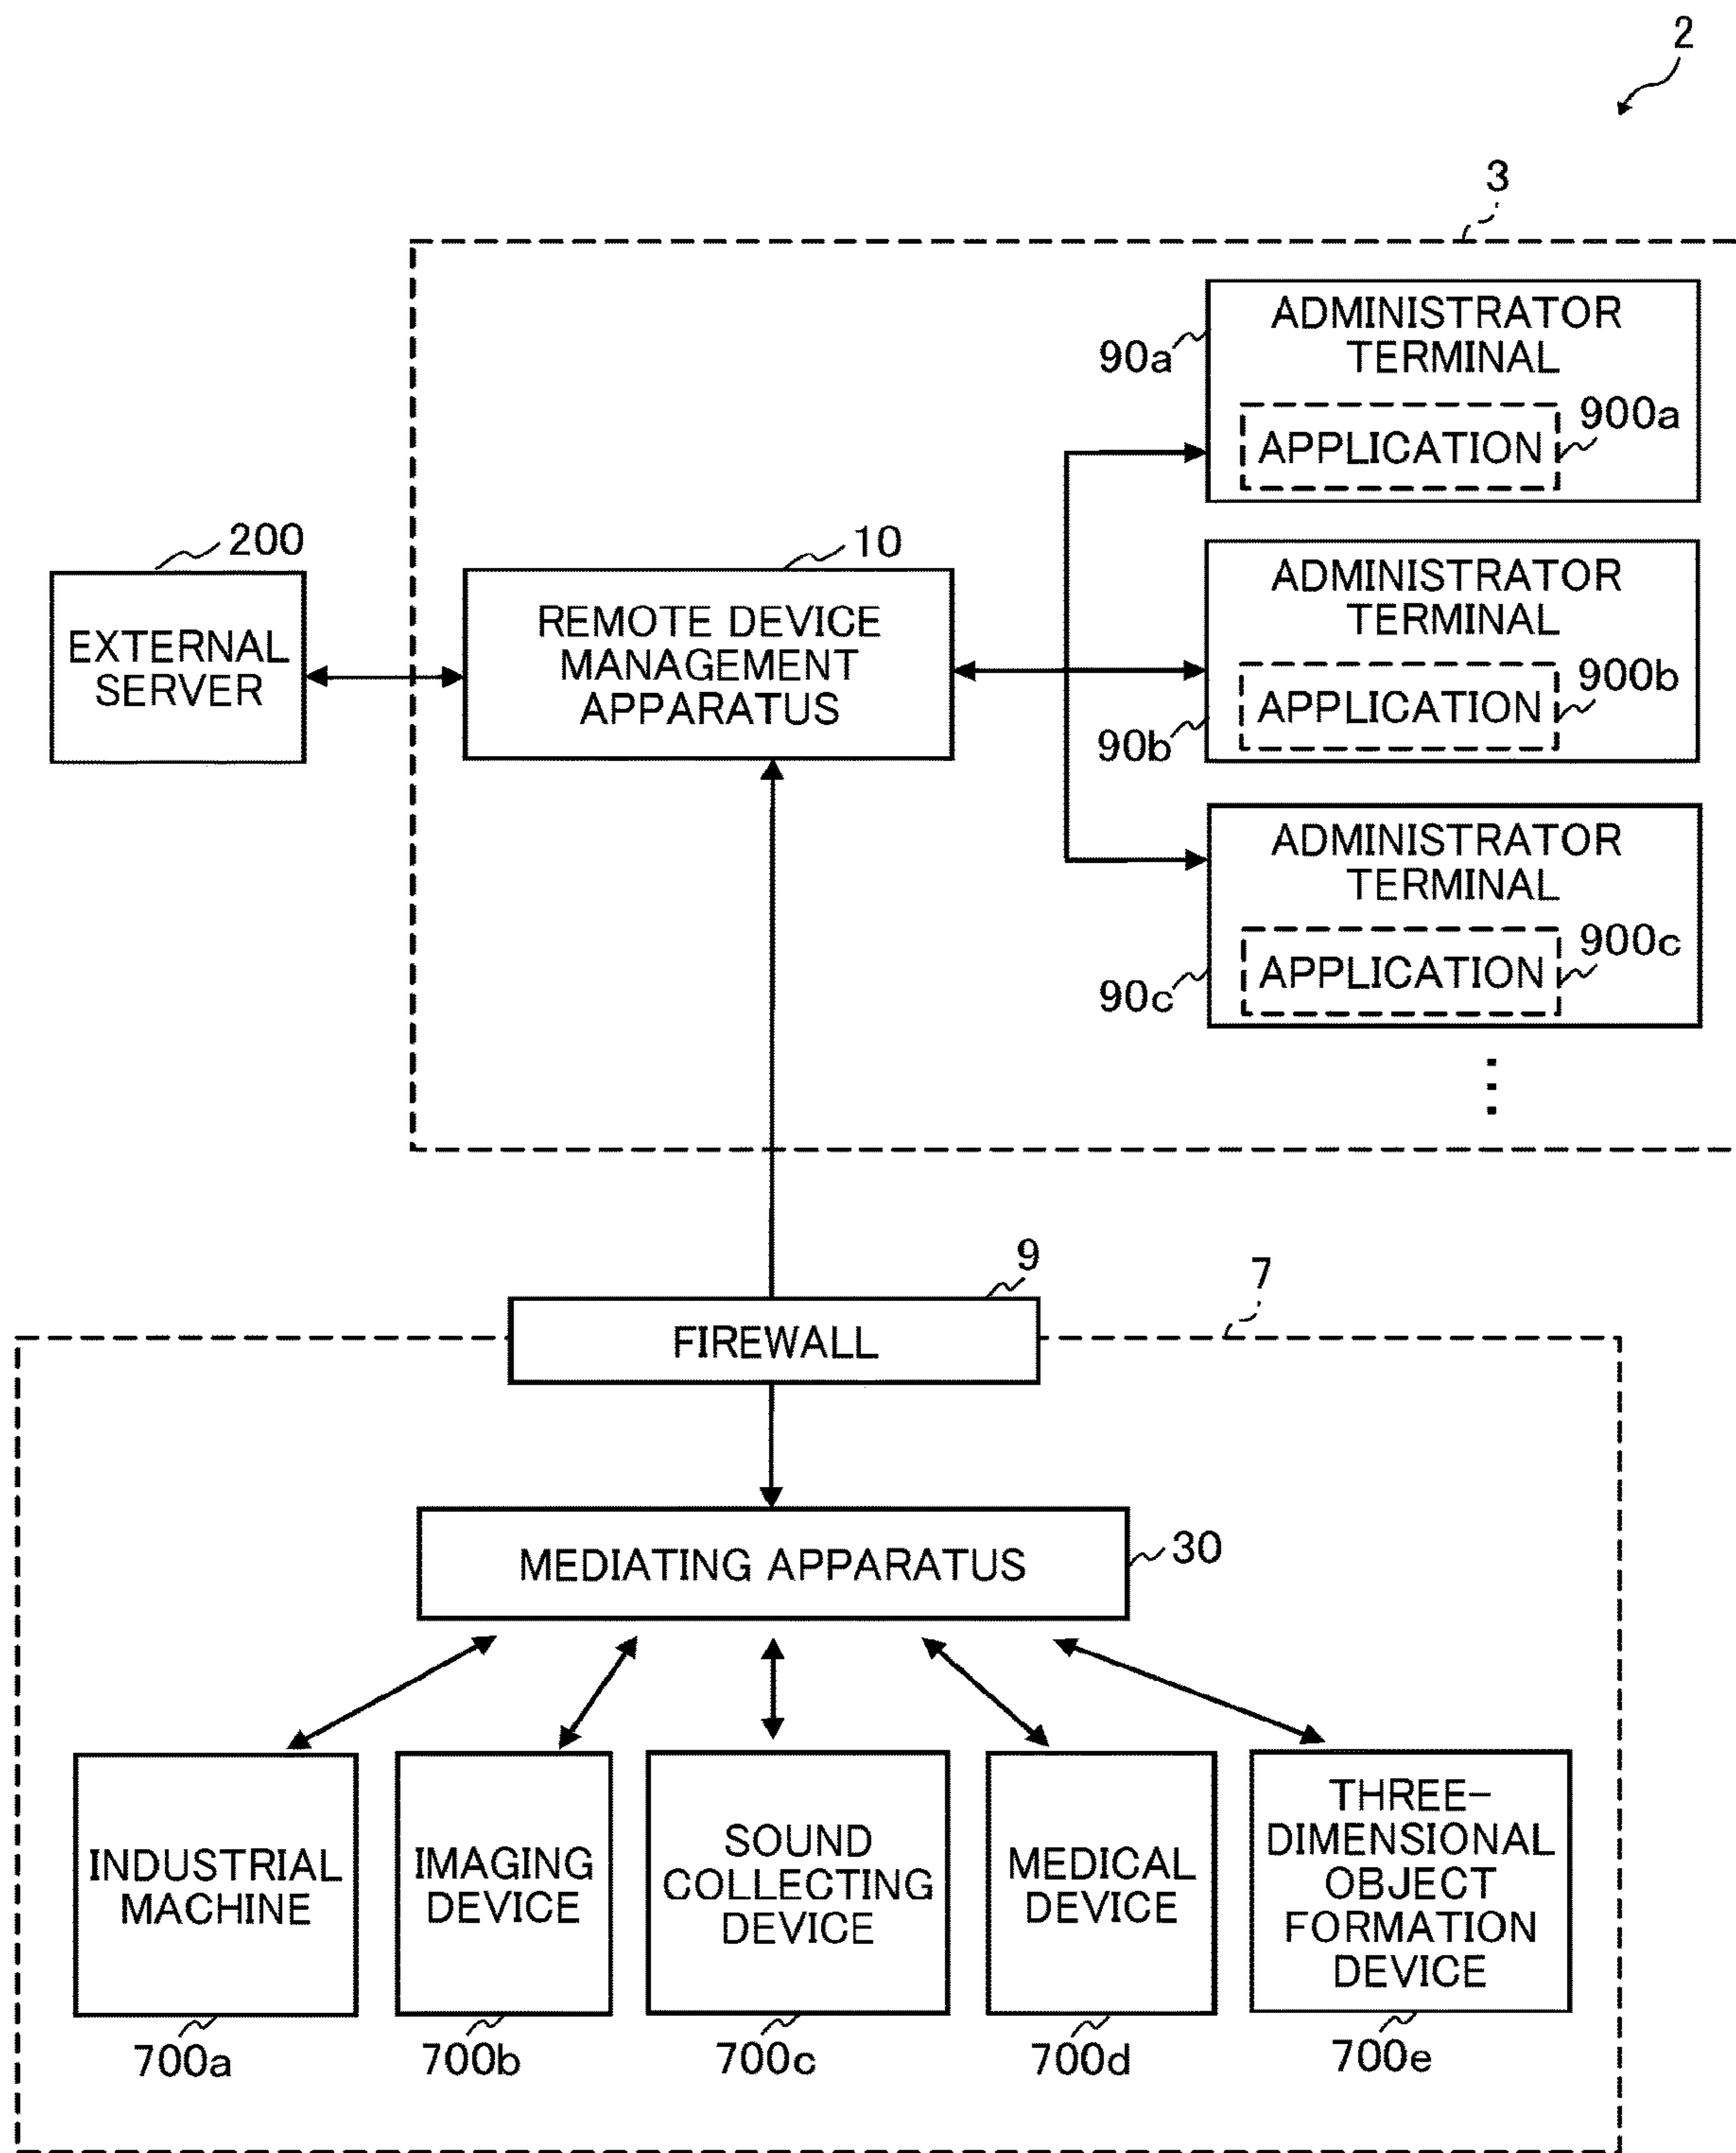 2
3
ADMINISTRATOR
TERMINAL
90a
900a
APPLICATION
200
10
EXTERNAL
SERVER
REMOTE DEVICE
MANAGEMENT
APPARATUS
ADMINISTRATOR
TERMINAL
900b
APPLICATION
90b
ADMINISTRATOR
TERMINAL
900c
APPLICATION
90c
9
7
FIREWALL
MEDIATING APPARATUS
30
INDUSTRIAL
MACHINE
IMAGING
DEVICE
SOUND
COLLECTING
DEVICE
MEDICAL
DEVICE
THREE-
DIMENSIONAL
OBJECT
FORMATION
DEVICE
700a
700b
700c
700d
700e